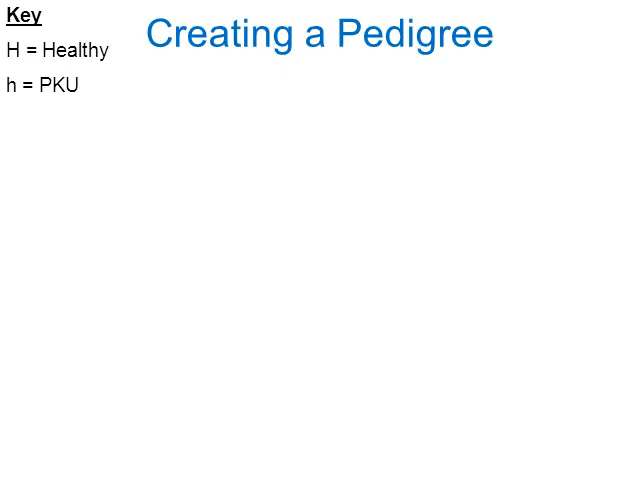 Key
Creating a Pedigree
H = Healthy
h = PKU